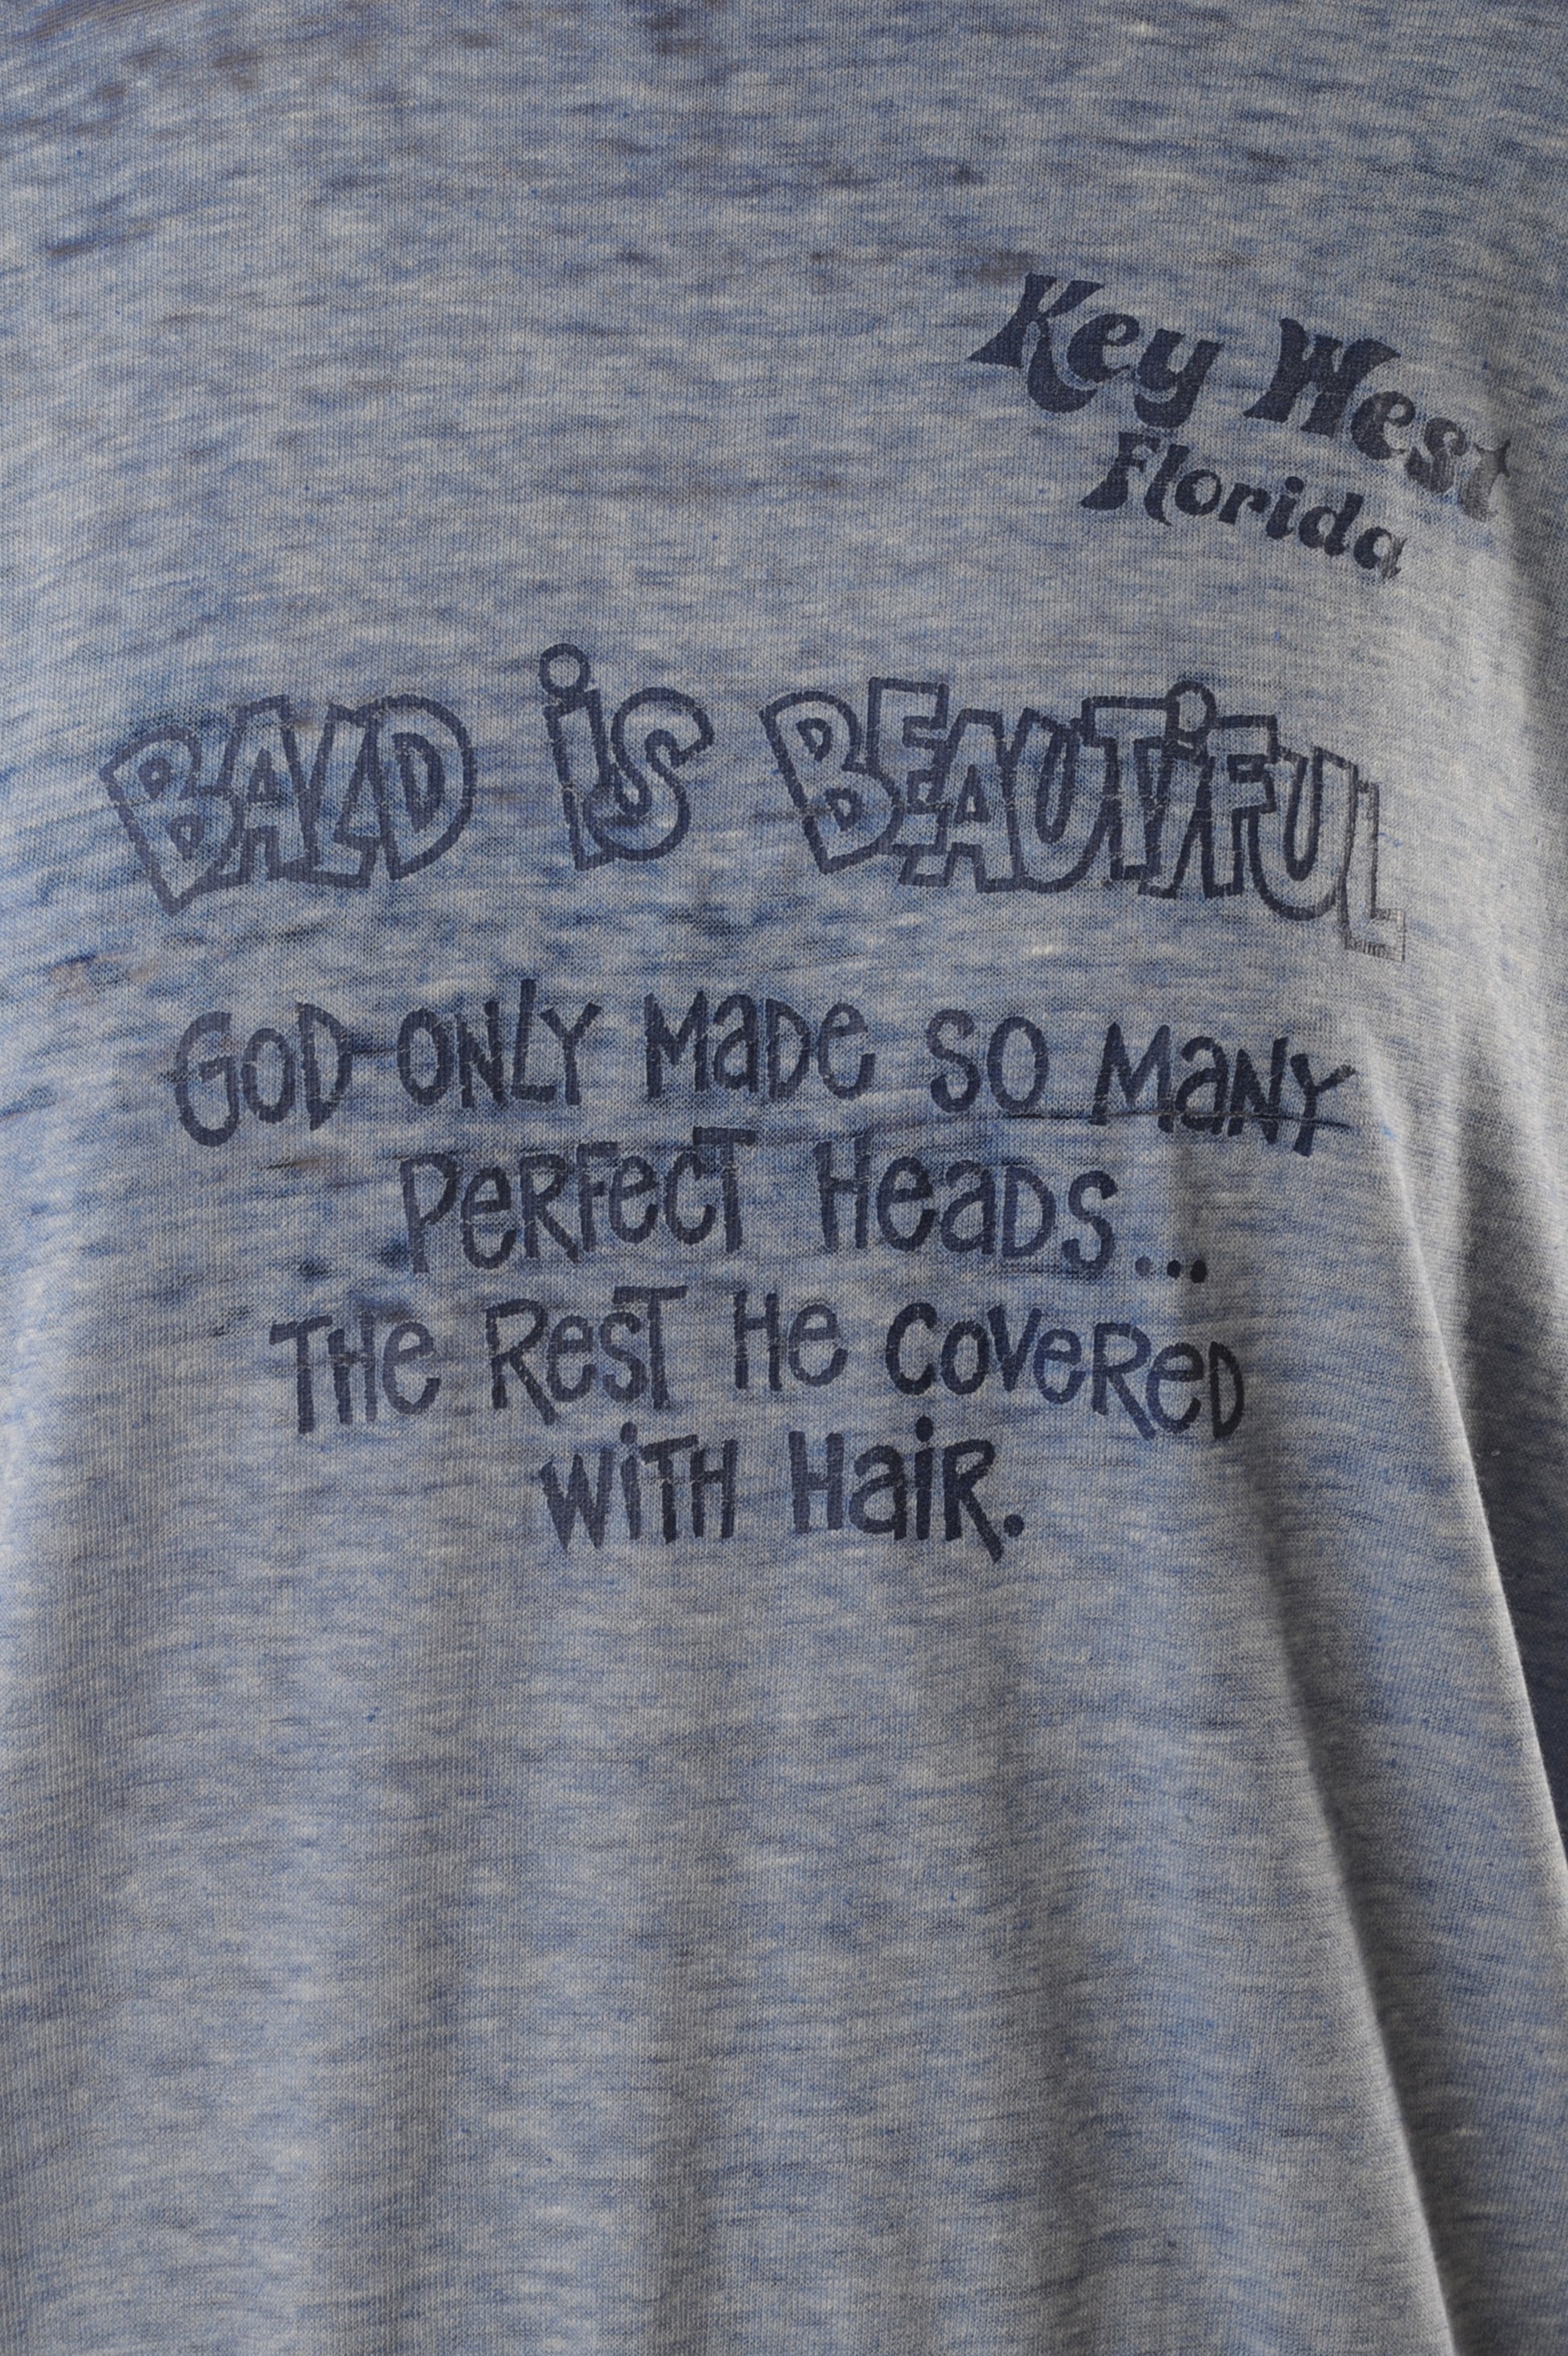 Key West
Florida
BALD iS BEAUTiFUL
GOD ONLY MaDe SO MaNY
PeRFecT HeaDS...
THe ResT He coveReD
wiTH HaiR.